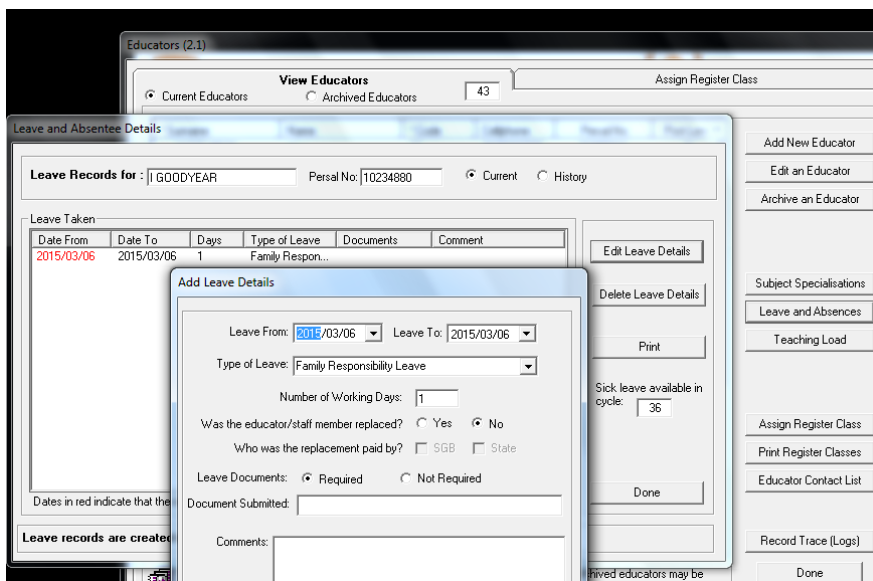 Educators (2.1)
View Educators
Assign Register Class
Current Educators
Archived Educators
43
Leave and Absentee Details
Add New Educator
Leave Records for : I GOODYEAR
Persal No: 10234880
Current
History
Edit an Educator
Archive an Educator
Leave Taken
Date From Date To Days Type of Leave Documents Comment
2015/03/06 2015/03/06 1 Family Respon...
Edit Leave Details
Add Leave Details
Delete Leave Details
Subject Specialisations
Leave and Absences
Teaching Load
Leave From: 2015/03/06 Leave To: 2015/03/06
Print
Type of Leave: Family Responsibility Leave
Number of Working Days: 1
Sick leave available in
cycle: 36
Was the educator/staff member replaced? Yes No
Who was the replacement paid by? SGB State
Assign Register Class
Print Register Classes
Educator Contact List
Leave Documents: Required Not Required
Done
Dates in red indicate that the
Document Submitted:
Leave records are created
Comments:
Record Trace (Logs)
Done
hived educators may be